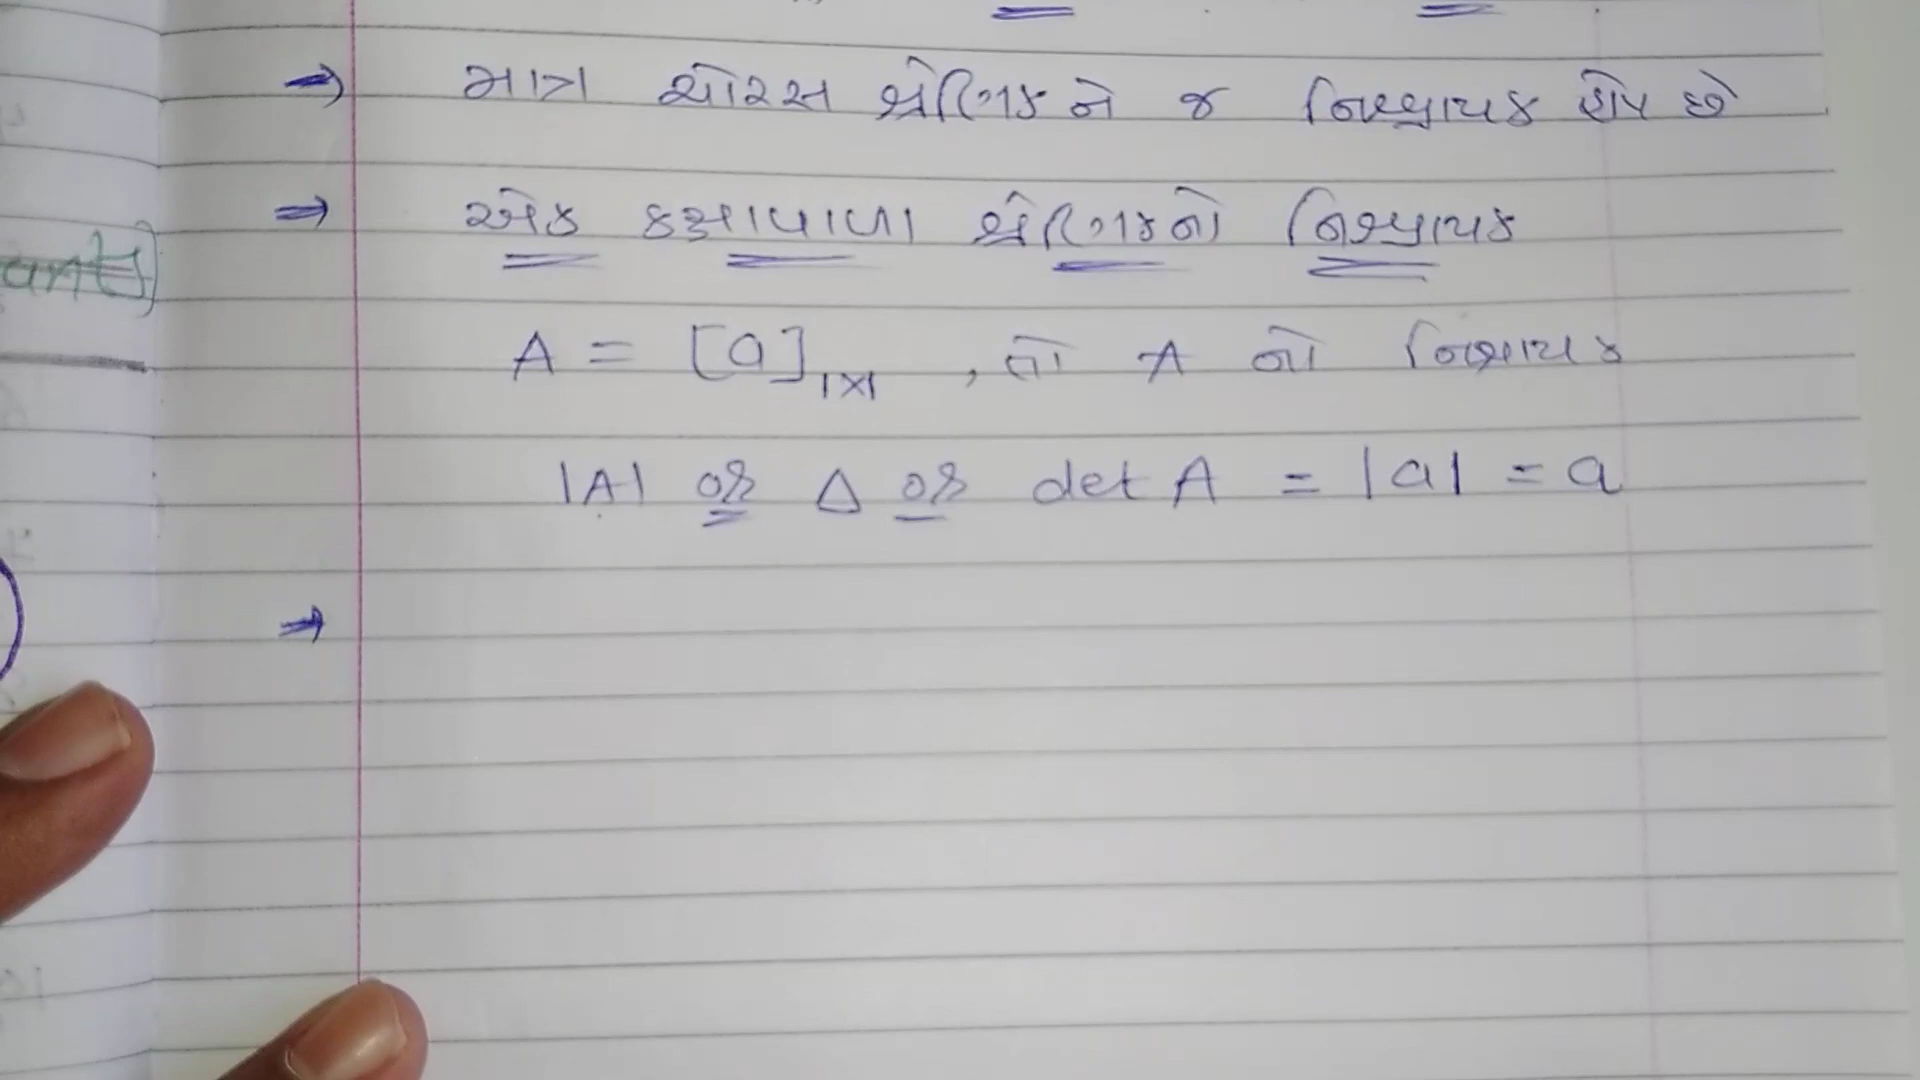 ⇒ માત્ર ચોરસ શ્રેણિકને જ નિશ્ચાયક હોય છે
⇒ એક કક્ષાવાળા શ્રેણિકનો નિશ્ચાયક
A = [a]1×1 , તો A નો નિશ્ચાયક
|A| or △ or det A = |a| = a
⇒